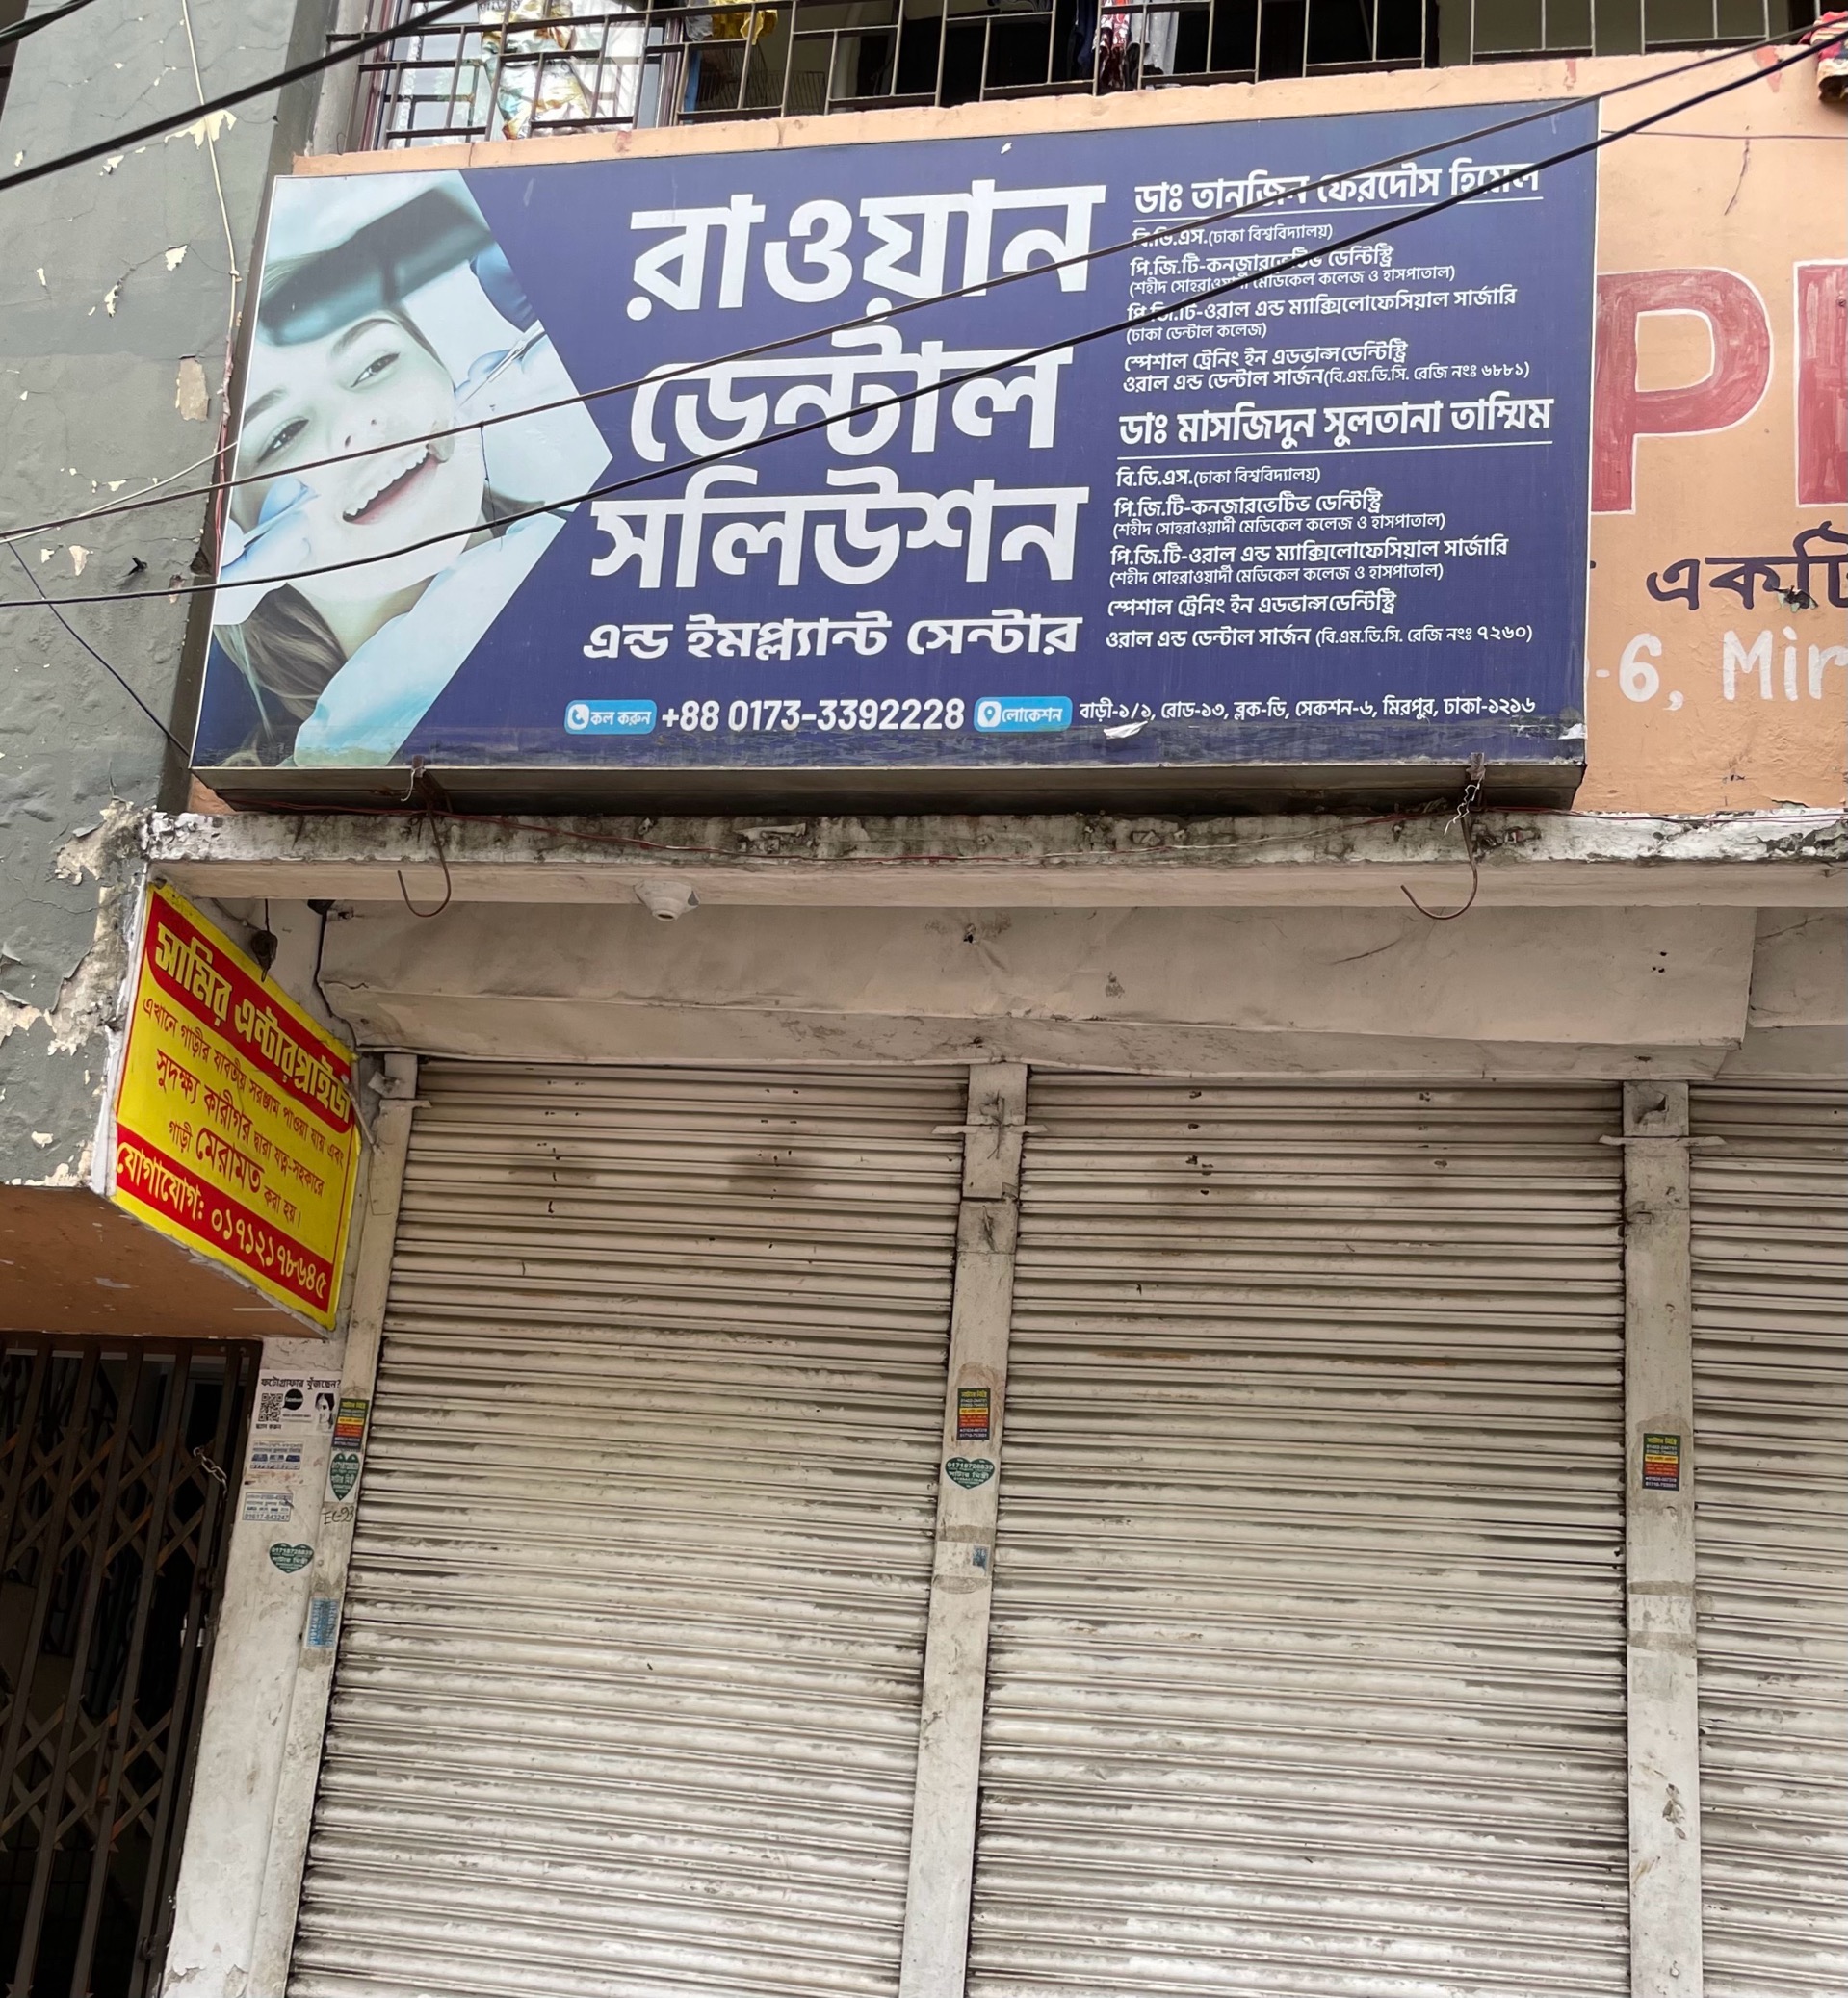 রাওয়ান
ডেন্টাল
সলিউশন
এন্ড ইমপ্ল্যান্ট সেন্টার
কল করুন +88 0173-3392228 লোকেশন বাড়ী-১/১, রোড-১৩, ব্লক-ডি, সেকশন-৬, মিরপুর, ঢাকা-১২১৬
ডাঃ তানজিন ফেরদৌস হিমেল
বি.ডি.এস.(ঢাকা বিশ্ববিদ্যালয়)
পি.জি.টি-কনজারভেটিভ ডেন্টিস্ট্রি
(শহীদ সোহরাওয়ার্দী মেডিকেল কলেজ ও হাসপাতাল)
পি.জি.টি-ওরাল এন্ড ম্যাক্সিলোফেসিয়াল সার্জারি
(ঢাকা ডেন্টাল কলেজ)
স্পেশাল ট্রেনিং ইন এডভান্স ডেন্টিস্ট্রি
ওরাল এন্ড ডেন্টাল সার্জন(বি.এম.ডি.সি. রেজি নংঃ ৬৮৮১)
ডাঃ মাসজিদুন সুলতানা তাম্মিম
বি.ডি.এস.(ঢাকা বিশ্ববিদ্যালয়)
পি.জি.টি-কনজারভেটিভ ডেন্টিস্ট্রি
(শহীদ সোহরাওয়ার্দী মেডিকেল কলেজ ও হাসপাতাল)
পি.জি.টি-ওরাল এন্ড ম্যাক্সিলোফেসিয়াল সার্জারি
(শহীদ সোহরাওয়ার্দী মেডিকেল কলেজ ও হাসপাতাল)
স্পেশাল ট্রেনিং ইন এডভান্স ডেন্টিস্ট্রি
ওরাল এন্ড ডেন্টাল সার্জন (বি.এম.ডি.সি. রেজি নংঃ ৭২৬০)
P
একটি
-6, Mir
সামির এন্টারপ্রাইজ
এখানে গাড়ীর যাবতীয় সরঞ্জাম পাওয়া যায় এবং
সুদক্ষ্য কারীগর দ্বারা যত্ন-সহকারে
গাড়ী মেরামত করা হয়।
যোগাযোগ: ০১৭১২১৭৮৬৪৫
ফটোগ্রাফার খুঁজছেন?
01718728639
সাটার মিস্ত্রী